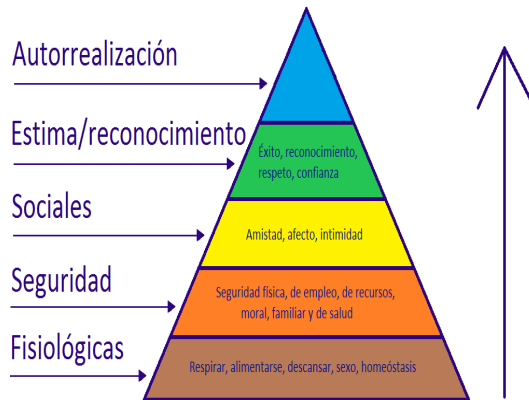 Autorrealización
Estima/reconocimiento
Éxito, reconocimiento,
respeto, confianza
Sociales
Amistad, afecto, intimidad
Seguridad
Seguridad física, de empleo, de recursos,
moral, familiar y de salud
Fisiológicas
Respirar, alimentarse, descansar, sexo, homeóstasis